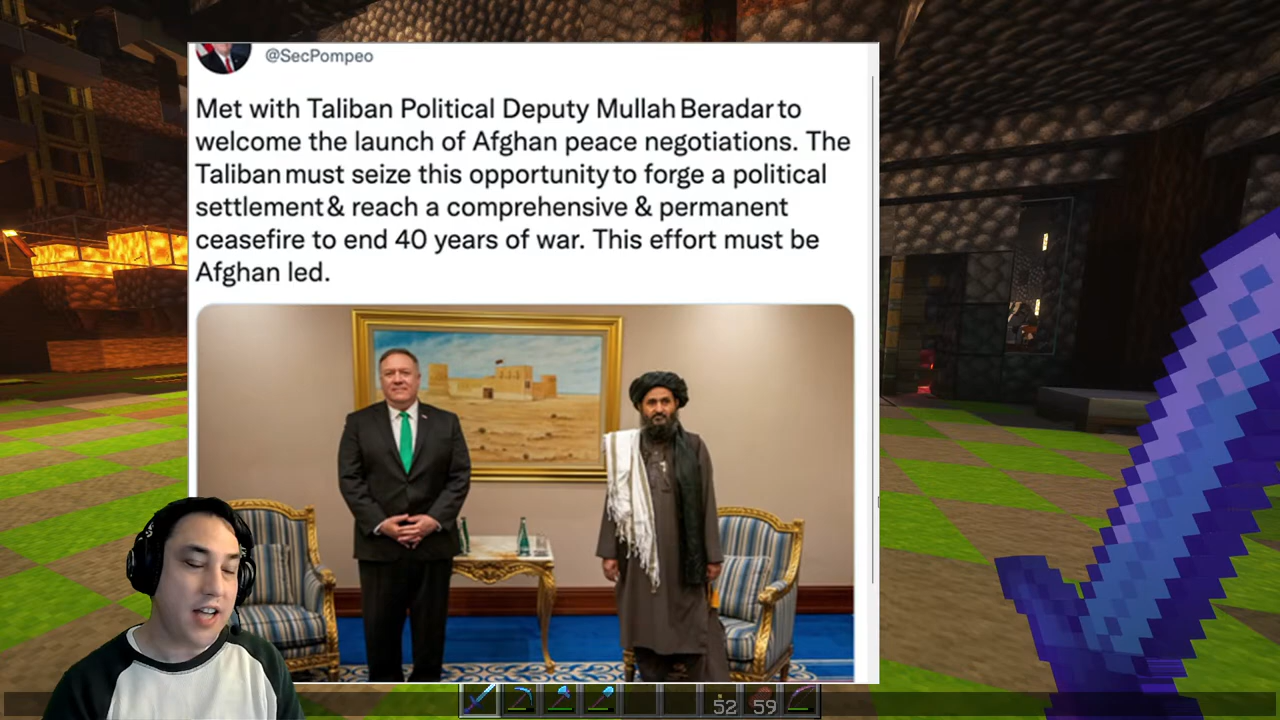 @SecPompeo
Met with Taliban Political Deputy Mullah Beradar to
welcome the launch of Afghan peace negotiations. The
Taliban must seize this opportunity to forge a political
settlement & reach a comprehensive & permanent
ceasefire to end 40 years of war. This effort must be
Afghan led.
52 59